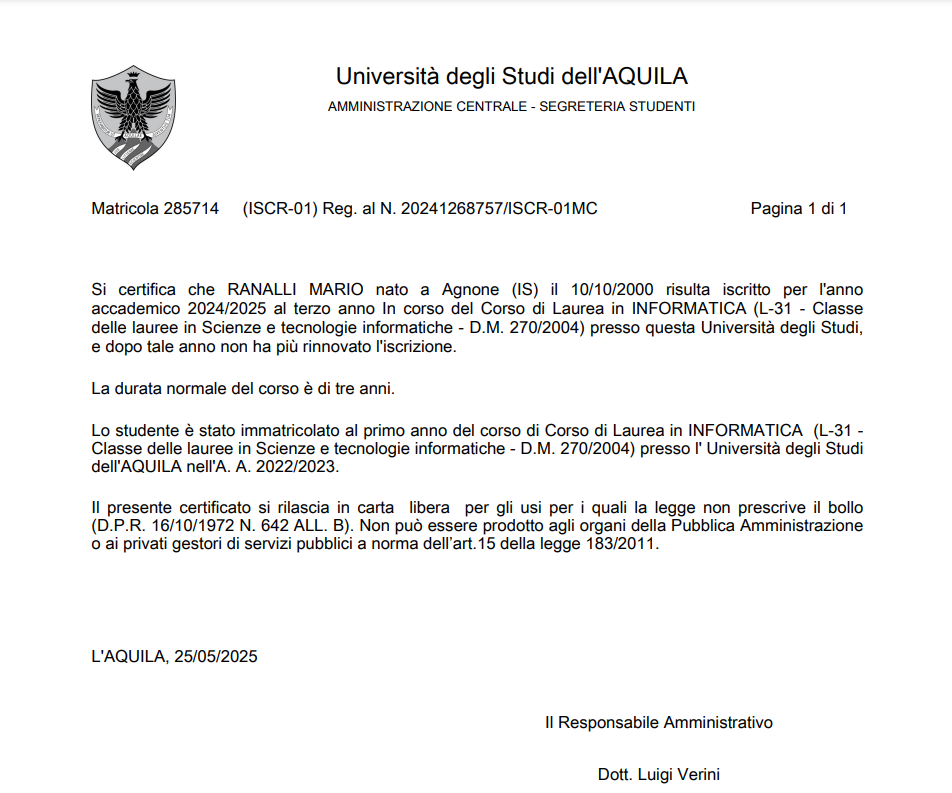 Università degli Studi dell'AQUILA
AMMINISTRAZIONE CENTRALE - SEGRETERIA STUDENTI
Matricola 285714 (ISCR-01) Reg. al N. 20241268757/ISCR-01MC Pagina 1 di 1
Si certifica che RANALLI MARIO nato a Agnone (IS) il 10/10/2000 risulta iscritto per l'anno
accademico 2024/2025 al terzo anno In corso del Corso di Laurea in INFORMATICA (L-31 - Classe
delle lauree in Scienze e tecnologie informatiche - D.M. 270/2004) presso questa Università degli Studi,
e dopo tale anno non ha più rinnovato l'iscrizione.
La durata normale del corso è di tre anni.
Lo studente è stato immatricolato al primo anno del corso di Corso di Laurea in INFORMATICA (L-31 -
Classe delle lauree in Scienze e tecnologie informatiche - D.M. 270/2004) presso l' Università degli Studi
dell'AQUILA nell'A. A. 2022/2023.
Il presente certificato si rilascia in carta libera per gli usi per i quali la legge non prescrive il bollo
(D.P.R. 16/10/1972 N. 642 ALL. B). Non può essere prodotto agli organi della Pubblica Amministrazione
o ai privati gestori di servizi pubblici a norma dell’art.15 della legge 183/2011.
L'AQUILA, 25/05/2025
Il Responsabile Amministrativo
Dott. Luigi Verini